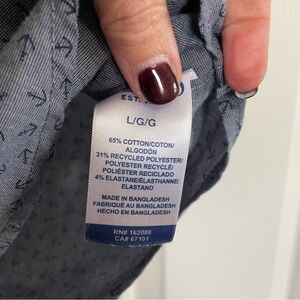 EST.
L/G/G
65% COTTON/COTON/
ALGODÓN
31% RECYCLED POLYESTER/
POLYESTER RECYCLÉ/
POLIÉSTER RECICLADO
4% ELASTANE/ÉLASTHANNE/
ELASTANO
MADE IN BANGLADESH
FABRIQUÉ AU BANGLADESH
HECHO EN BANGLADESH
RN# 162088
CA# 67101